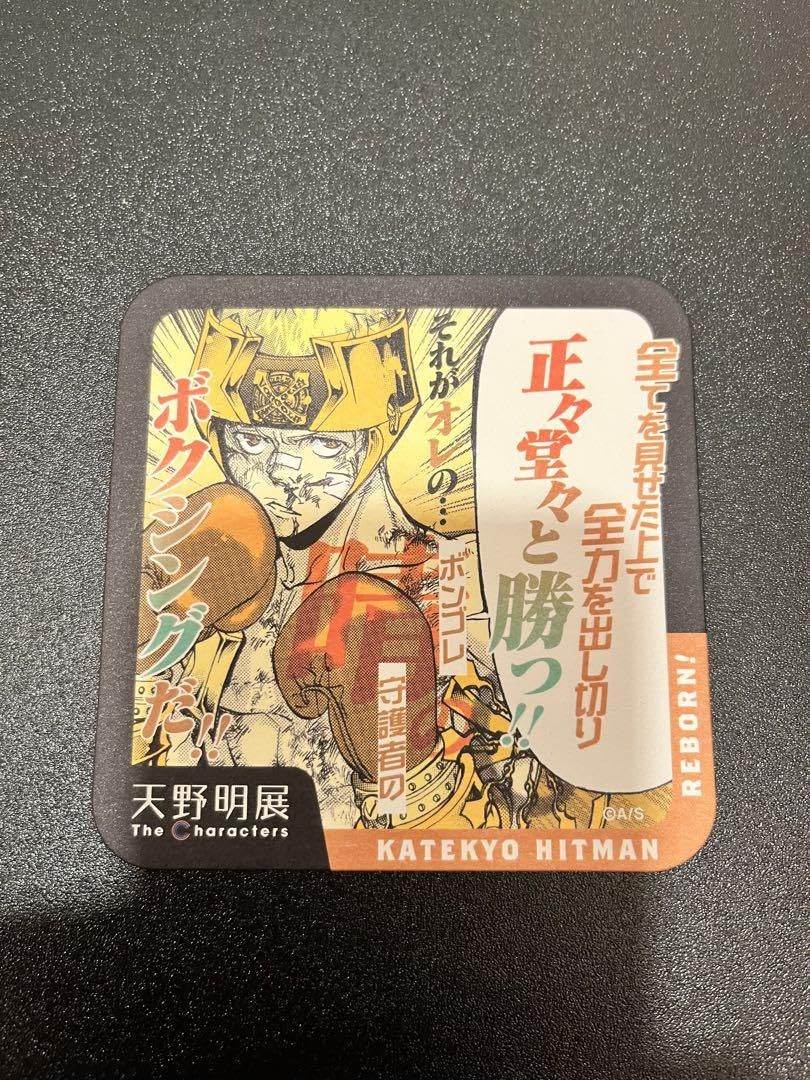 全てを見せた上で
全力を出し切り
正々堂々と勝つ!!
それがオレの…
ボンゴレ
晴の
守護者の
ボクシングだ!!
天野明展
The Characters
©A/S
KATEKYO HITMAN
REBORN!